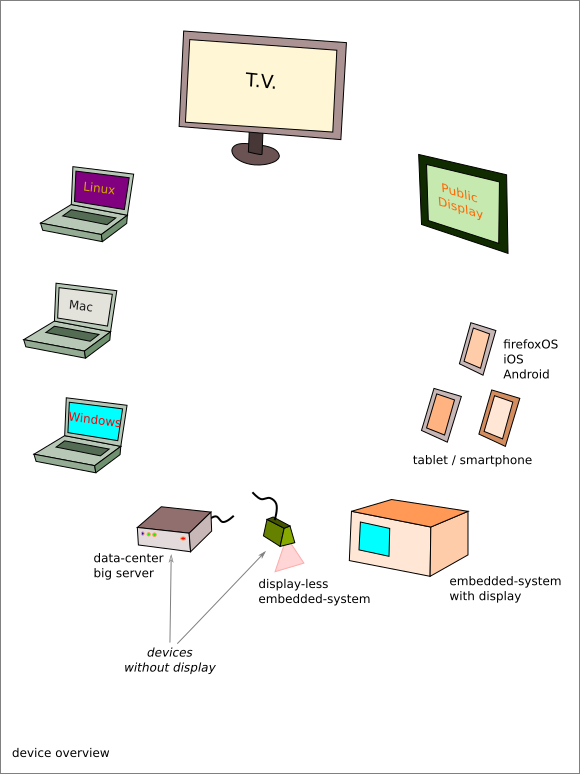 T.V.
Linux
Public
Display
Mac
firefoxOS
iOS
Android
Windows
tablet / smartphone
data-center
big server
display-less
embedded-system
embedded-system
with display
devices
without display
device overview